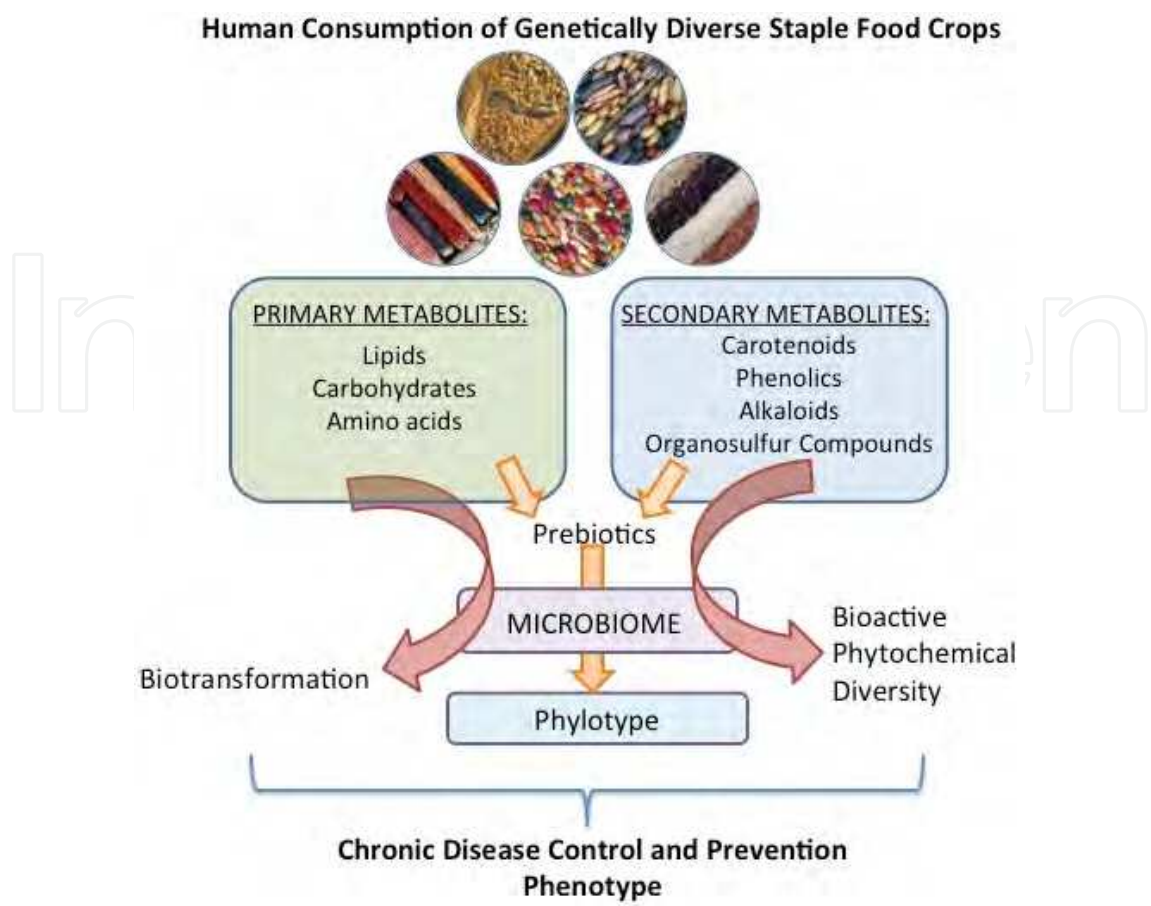 Human Consumption of Genetically Diverse Staple Food Crops
PRIMARY METABOLITES:
Lipids
Carbohydrates
Amino acids
SECONDARY METABOLITES:
Carotenoids
Phenolics
Alkaloids
Organosulfur Compounds
Prebiotics
MICROBIOME
Biotransformation
Bioactive
Phytochemical
Diversity
Phylotype
Chronic Disease Control and Prevention
Phenotype